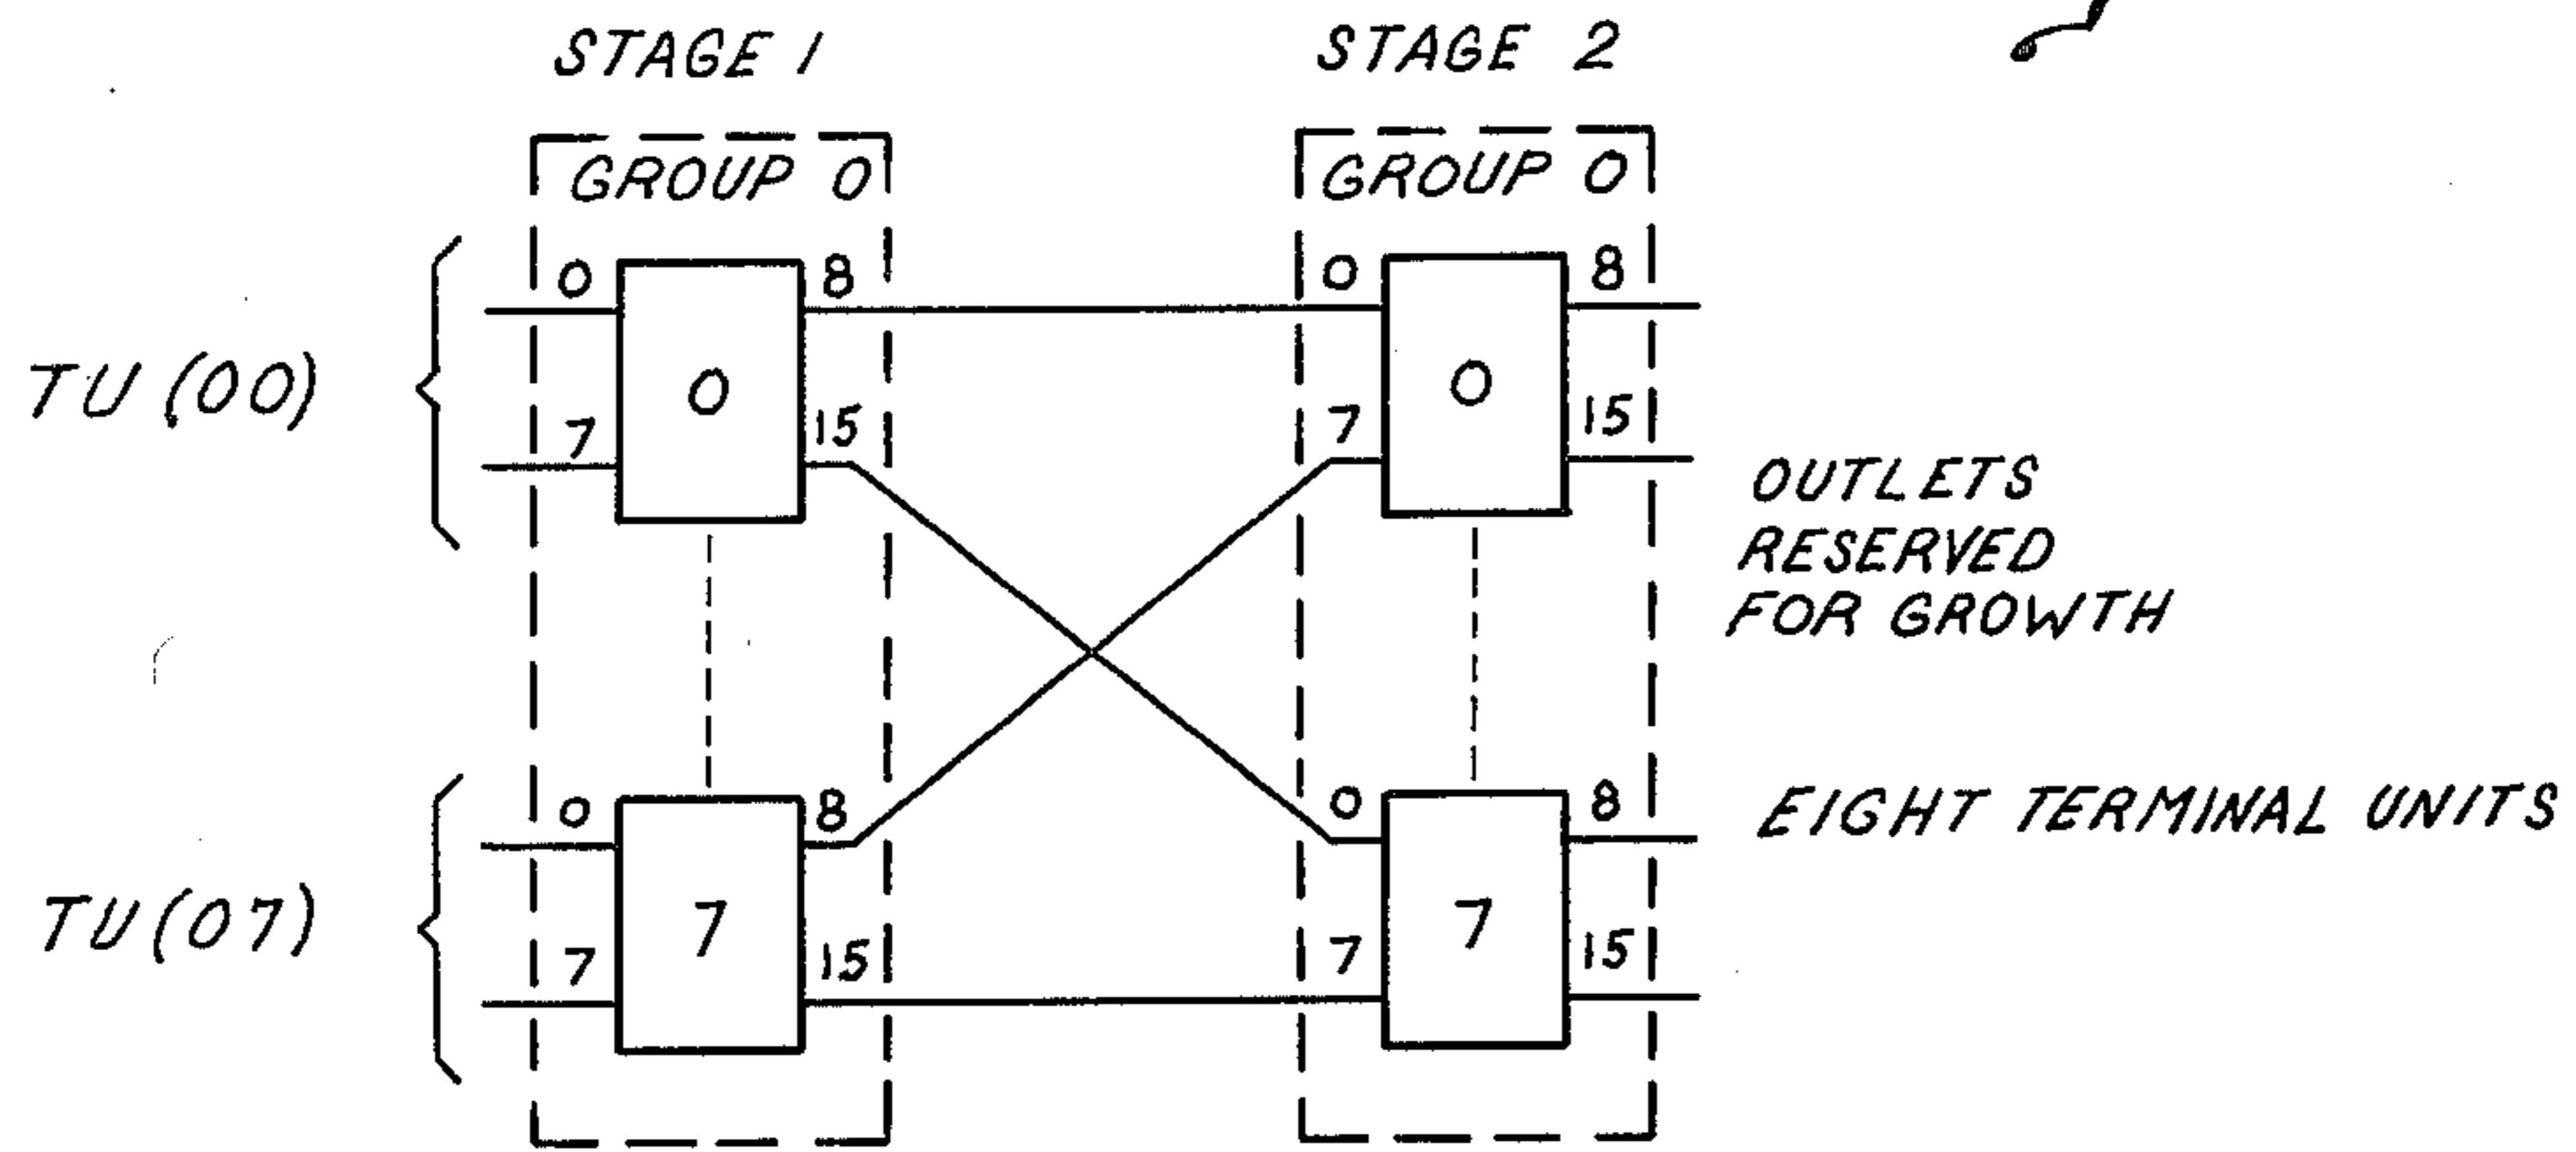 STAGE 1
STAGE 2
GROUP 0
GROUP 0
0
8
0
8
TU (00)
0
0
7
15
7
15
OUTLETS
RESERVED
FOR GROWTH
0
8
0
8
EIGHT TERMINAL UNITS
TU (07)
7
7
7
15
7
15